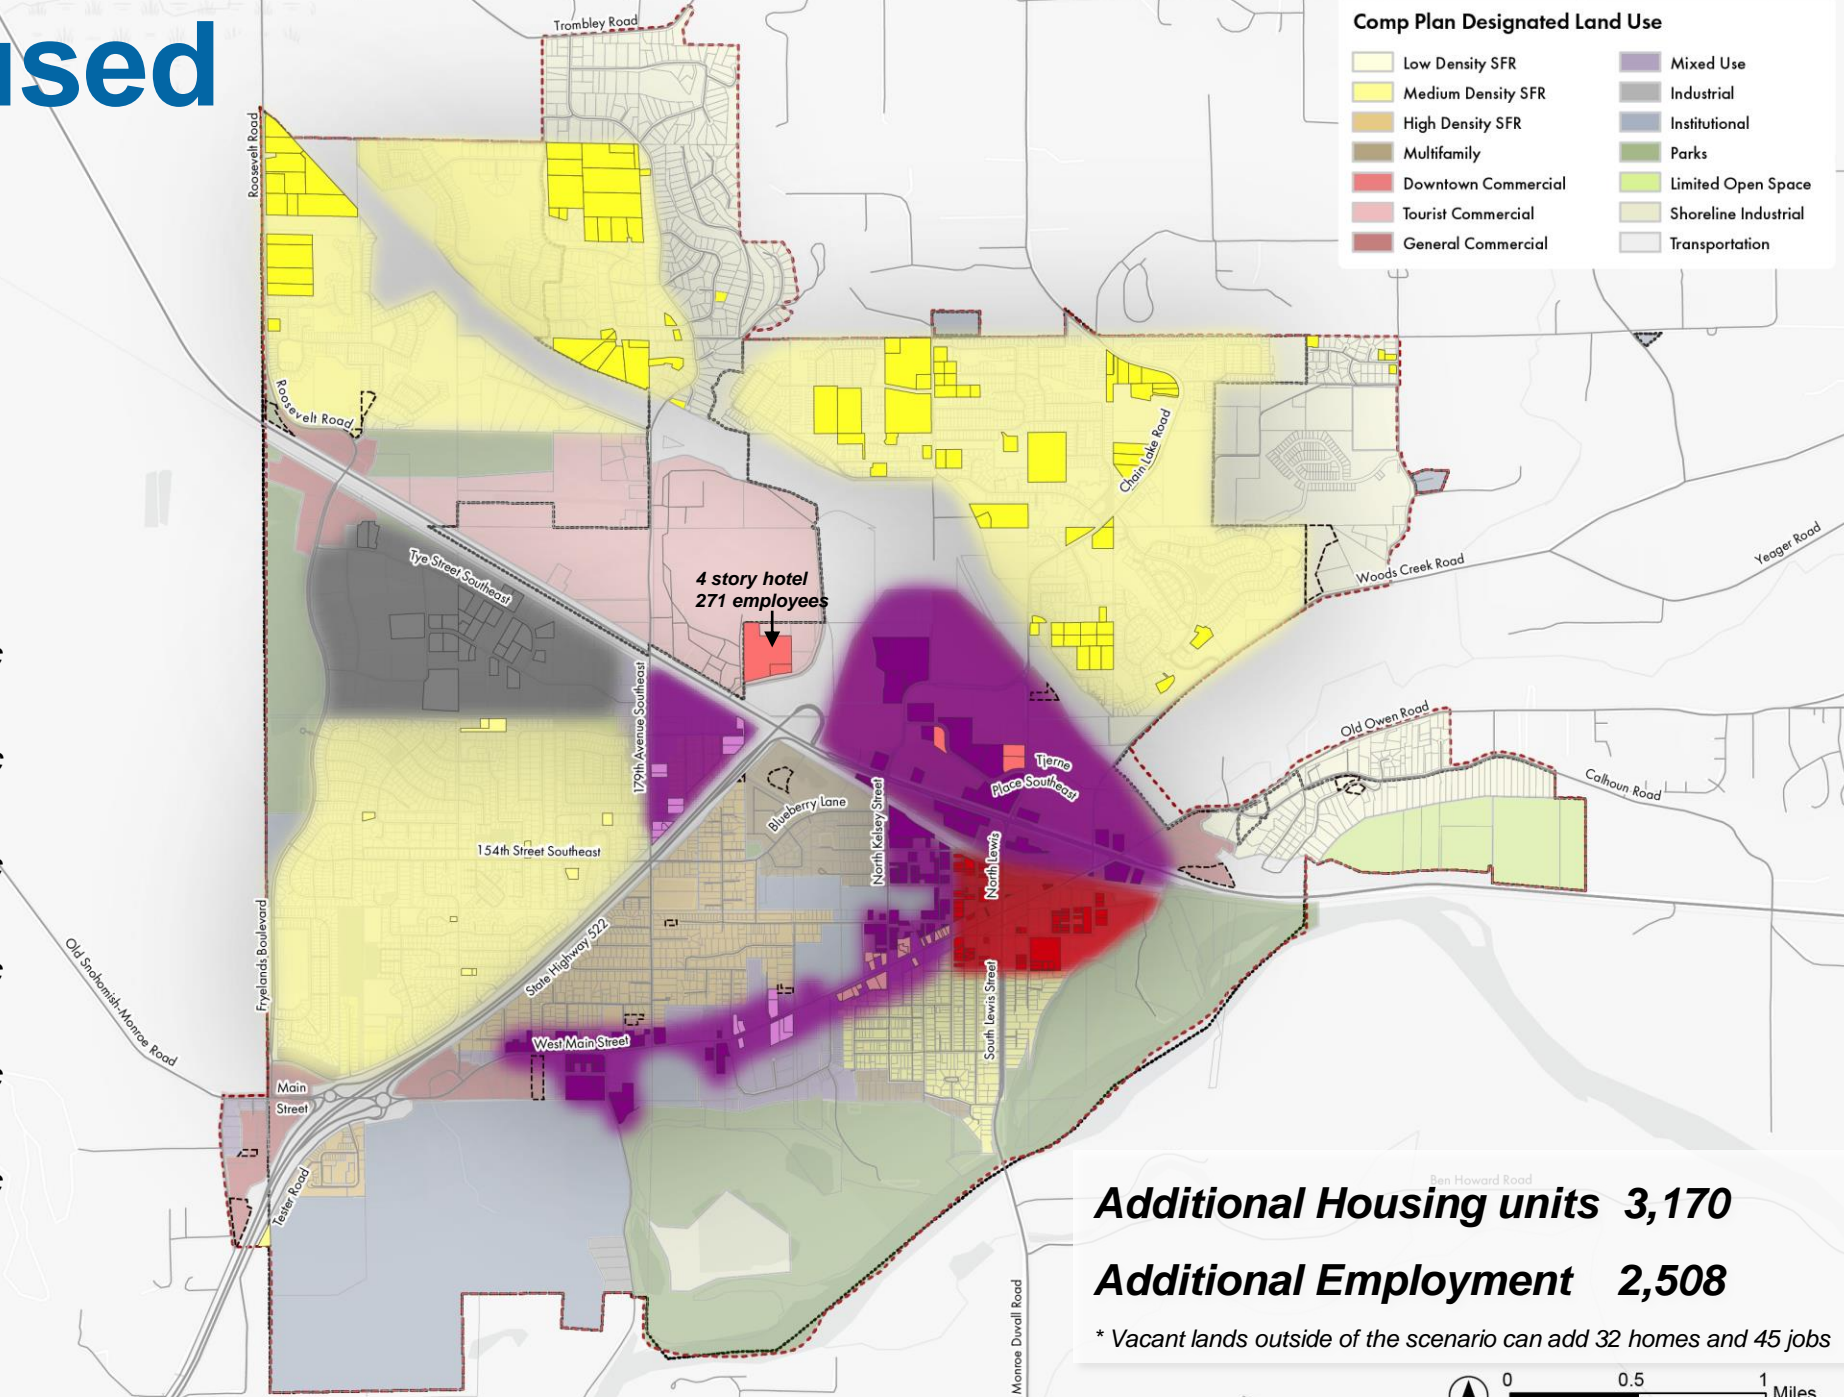 used
Comp Plan Designated Land Use
Low Density SFR
Medium Density SFR
High Density SFR
Multifamily
Downtown Commercial
Tourist Commercial
General Commercial
Mixed Use
Industrial
Institutional
Parks
Limited Open Space
Shoreline Industrial
Transportation
Trombley Road
Roosevelt Road
Roosevelt Road
Chain Lake Road
Tye Street Southeast
4 story hotel
271 employees
Woods Creek Road
Yeager Road
179th Avenue Southeast
Old Owen Road
Calhoun Road
Tjerne
Place Southeast
Blueberry Lane
North Kelsey Street
North Lewis
154th Street Southeast
State Highway 522
Fryelands Boulevard
Old Snohomish-Monroe Road
South Lewis Street
West Main Street
Main
Street
Tester Road
Ben Howard Road
Monroe Duvall Road
Additional Housing units 3,170
Additional Employment 2,508
* Vacant lands outside of the scenario can add 32 homes and 45 jobs
0 0.5 1
Miles